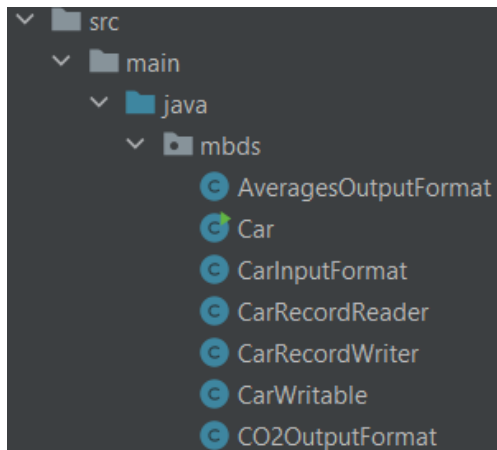 src
main
java
mbds
AveragesOutputFormat
Car
CarInputFormat
CarRecordReader
CarRecordWriter
CarWritable
CO2OutputFormat